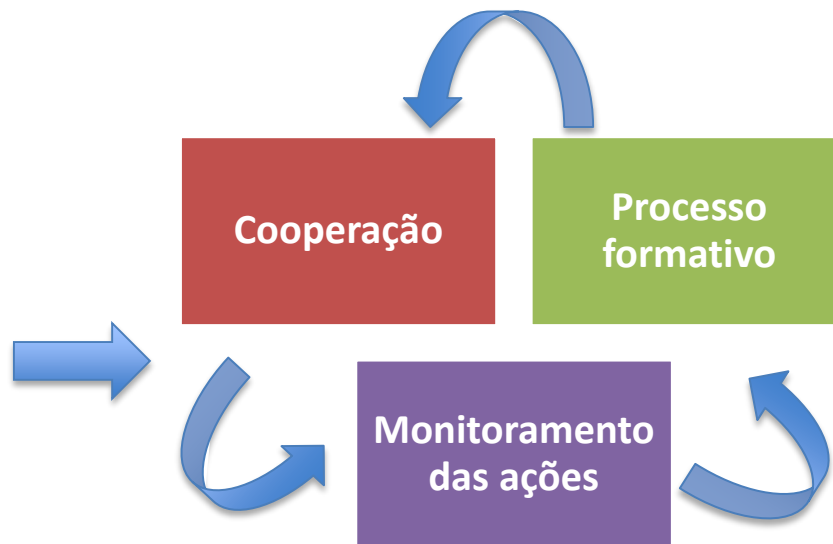 Cooperação
Processo
formativo
Monitoramento
das ações